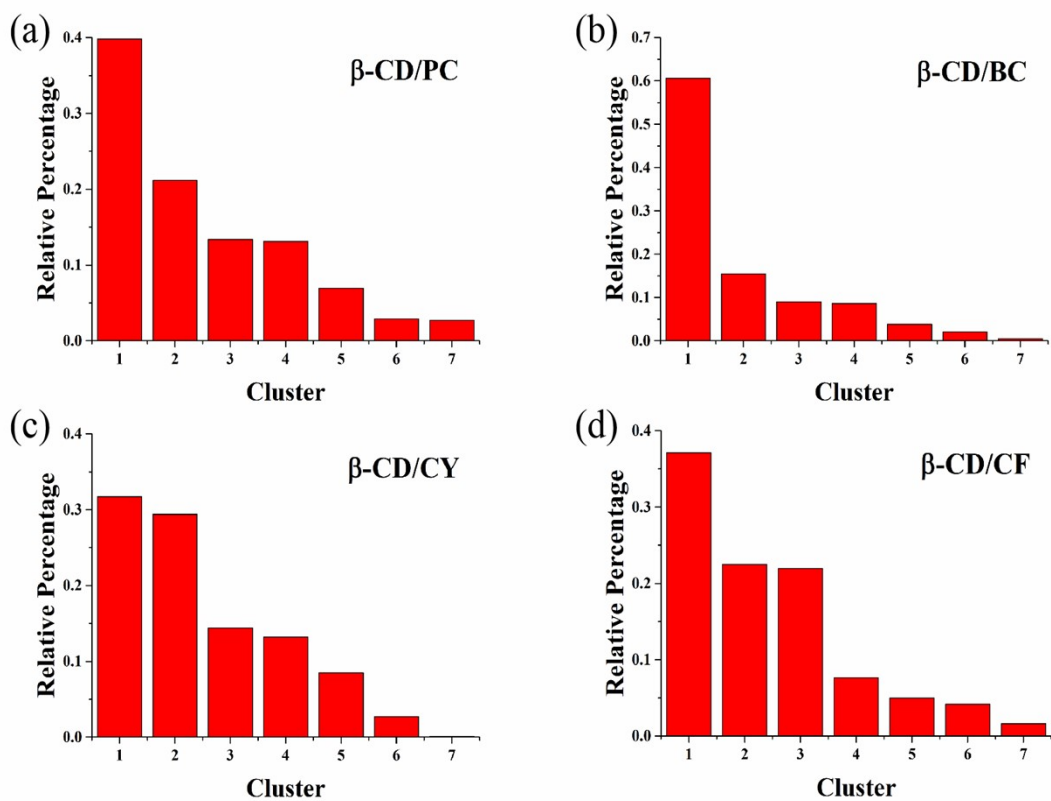 (a)
β-CD/PC
Relative Percentage
0.4
0.3
0.2
0.1
0.0
1 2 3 4 5 6 7
Cluster
(b)
β-CD/BC
Relative Percentage
0.7
0.6
0.5
0.4
0.3
0.2
0.1
0.0
1 2 3 4 5 6 7
Cluster
(c)
β-CD/CY
Relative Percentage
0.4
0.3
0.2
0.1
0.0
1 2 3 4 5 6 7
Cluster
(d)
β-CD/CF
Relative Percentage
0.4
0.3
0.2
0.1
0.0
1 2 3 4 5 6 7
Cluster